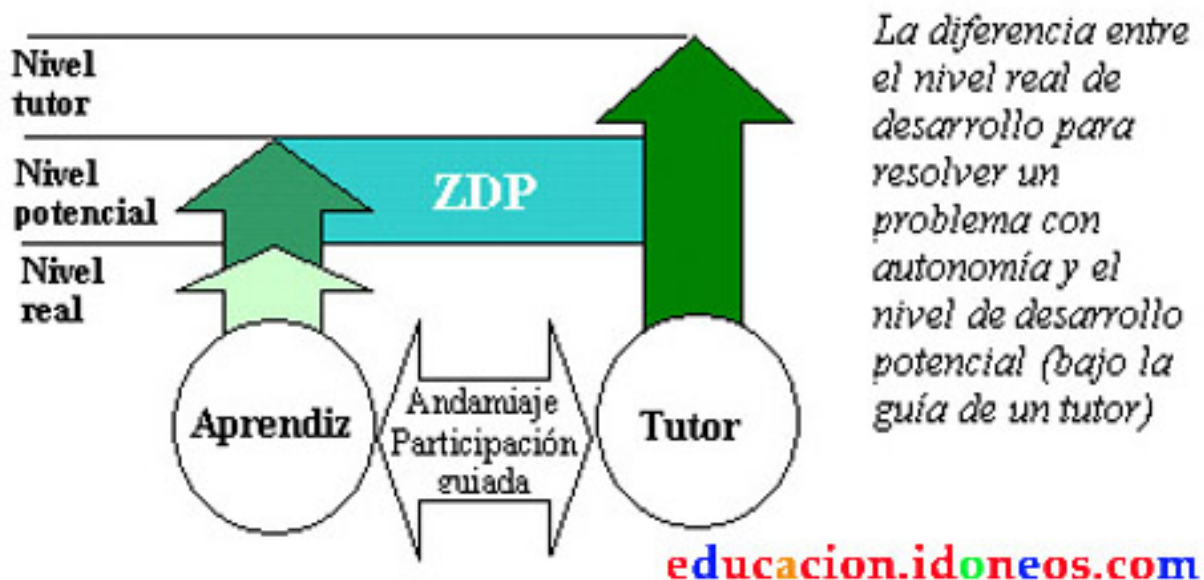 Nivel
tutor
Nivel
potencial
Nivel
real
ZDP
Aprendiz
Andamiaje
Participación
guiada
Tutor
La diferencia entre
el nivel real de
desarrollo para
resolver un
problema con
autonomía y el
nivel de desarrollo
potencial (bajo la
guía de un tutor)
educacion.idoneos.com